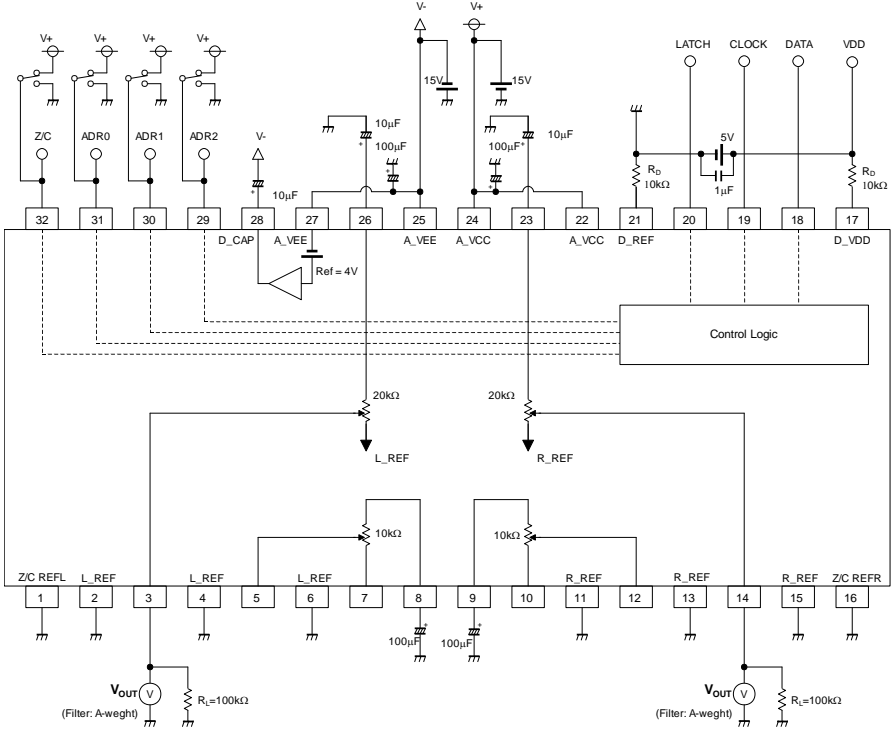 V+ V+ V+ V+ V- V+
LATCH CLOCK DATA VDD
15V 15V
10μF 10μF
100μF 100μF
5V
Z/C ADR0 ADR1 ADR2 V-
10μF
RD
10kΩ
1μF
RD
10kΩ
32 31 30 29 28 27 26 25 24 23 22 21 20 19 18 17
D_CAP A_VEE A_VEE A_VCC A_VCC D_REF D_VDD
Ref = 4V
Control Logic
20kΩ 20kΩ
L_REF R_REF
10kΩ 10kΩ
Z/C REFL L_REF L_REF L_REF R_REF R_REF R_REF Z/C REFR
1 2 3 4 5 6 7 8 9 10 11 12 13 14 15 16
100μF 100μF
VOUT V RL=100kΩ
(Filter: A-weght)
VOUT V RL=100kΩ
(Filter: A-weght)